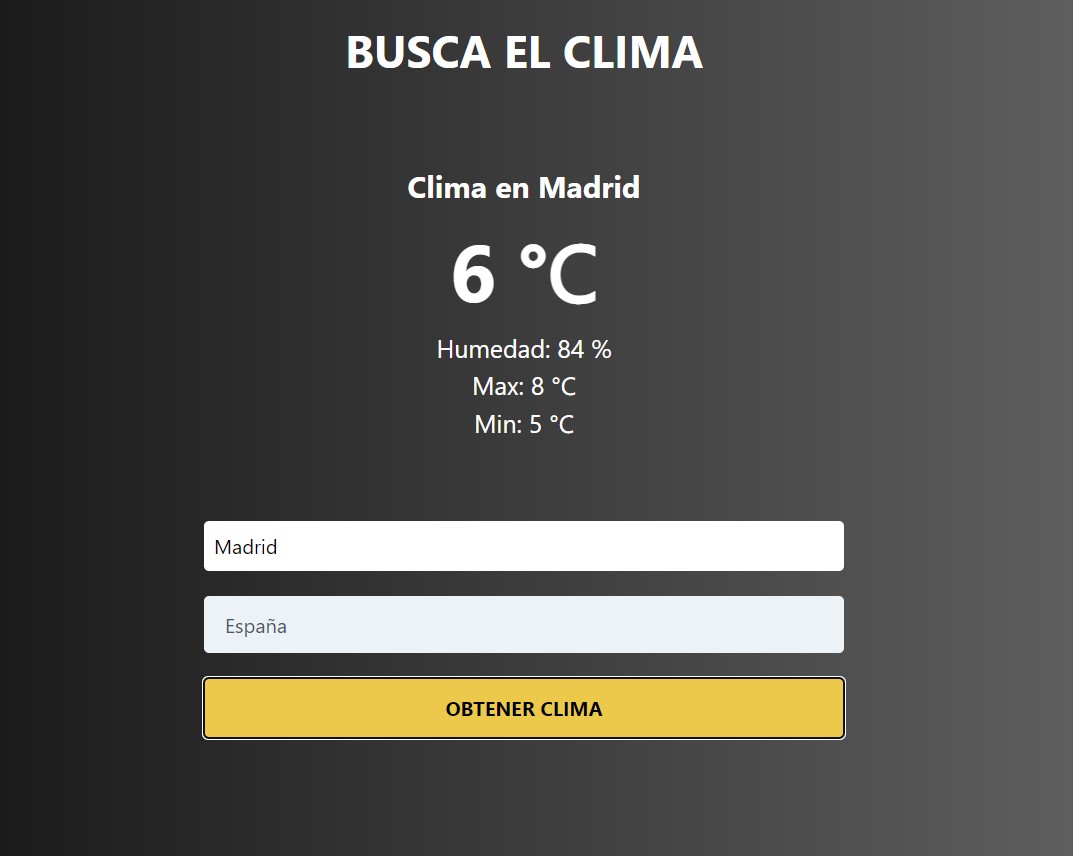 BUSCA EL CLIMA
Clima en Madrid
6 °C
Humedad: 84 %
Max: 8 °C
Min: 5 °C
Madrid
España
OBTENER CLIMA